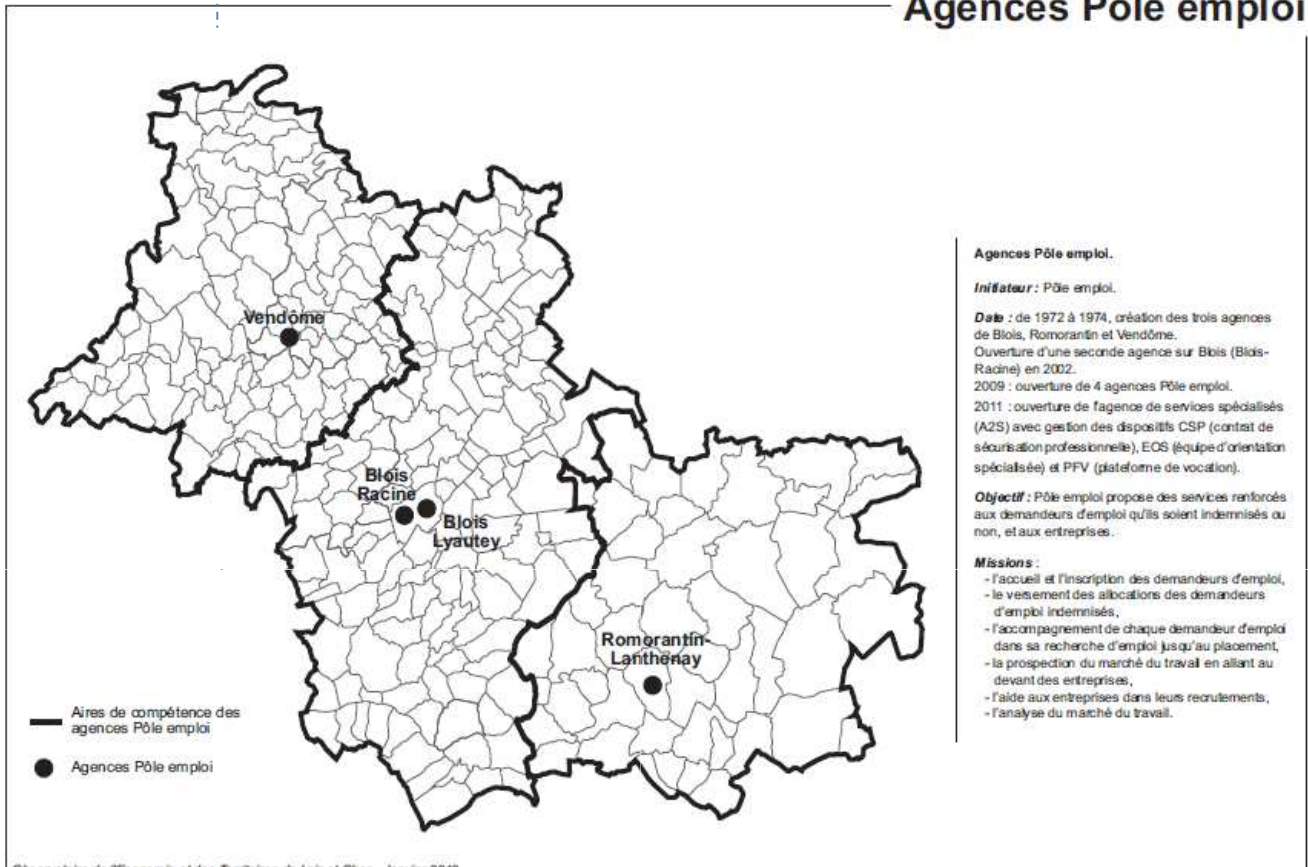 Agences Pôle emploi
Vendôme
Blois
Racine
Blois
Lyautey
Romorantin-
Lanthenay
Aires de compétence des
agences Pôle emploi
Agences Pôle emploi
Agences Pôle emploi.
Initiateur : Pôle emploi.
Date : de 1972 à 1974, création des trois agences
de Blois, Romorantin et Vendôme.
Ouverture d'une seconde agence sur Blois (Blois-
Racine) en 2002.
2009 : ouverture de 4 agences Pôle emploi.
2011 : ouverture de l'agence de services spécialisés
(A2S) avec gestion des dispositifs CSP (contrat de
sécurisation professionnelle), EOS (équipe d'orientation
spécialisée) et PFV (plateforme de vocation).
Objectif : Pôle emploi propose des services renforcés
aux demandeurs d'emploi qu'ils soient indemnisés ou
non, et aux entreprises.
Missions :
- l'accueil et l'inscription des demandeurs d'emploi,
- le versement des allocations des demandeurs
d'emploi indemnisés,
- l'accompagnement de chaque demandeur d'emploi
dans sa recherche d'emploi jusqu'au placement,
- la prospection du marché du travail en allant au
devant des entreprises,
- l'aide aux entreprises dans leurs recrutements,
- l'analyse du marché du travail.